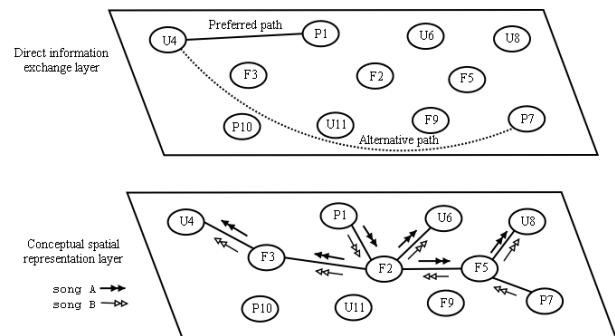 Direct information
exchange layer
Preferred path
U4
P1
U6
U8
F3
F2
F5
P10
U11
F9
P7
Alternative path
Conceptual spatial
representation layer
song A
song B
U4
P1
U6
U8
F3
F2
F5
P10
U11
F9
P7